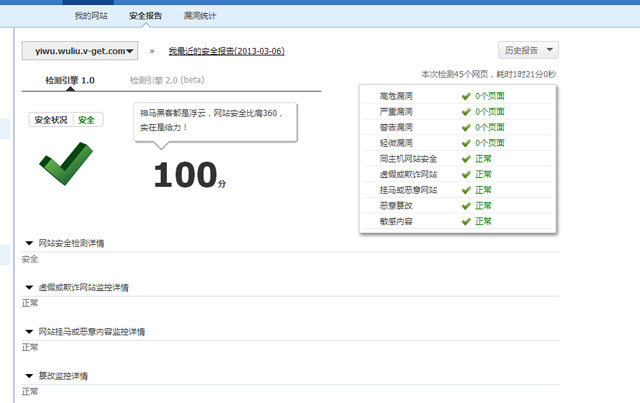 我的网站 安全报告 漏洞统计
yiwu.wuliu.v-get.com » 我最近的安全报告(2013-03-06) 历史报告
本次检测45个网页，耗时1时21分0秒
检测引擎 1.0 检测引擎 2.0 (beta)
安全状况 安全
神马黑客都是浮云，网站安全比肩360，
实在是给力！
100分
高危漏洞 0个页面
严重漏洞 0个页面
警告漏洞 0个页面
轻微漏洞 0个页面
同主机网站安全 正常
虚假或欺诈网站 正常
挂马或恶意网站 正常
恶意篡改 正常
敏感内容 正常
网站安全检测详情
安全
虚假或欺诈网站监控详情
正常
网站挂马或恶意内容监控详情
正常
篡改监控详情
正常